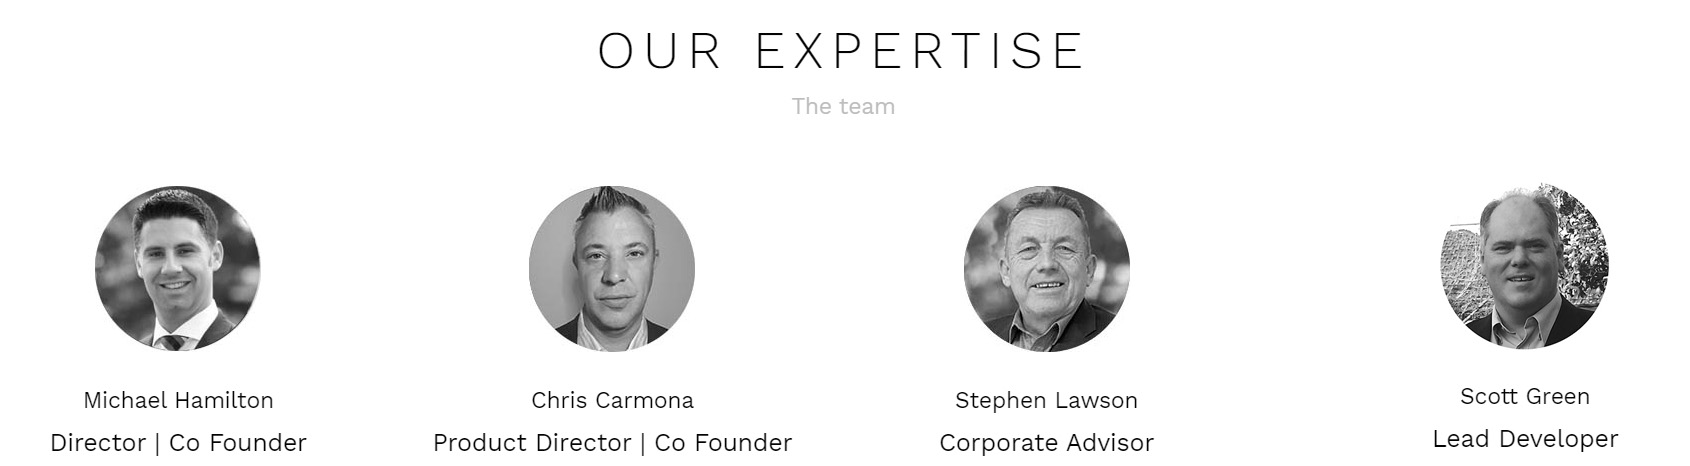 OUR EXPERTISE
The team
Michael Hamilton
Director | Co Founder
Chris Carmona
Product Director | Co Founder
Stephen Lawson
Corporate Advisor
Scott Green
Lead Developer